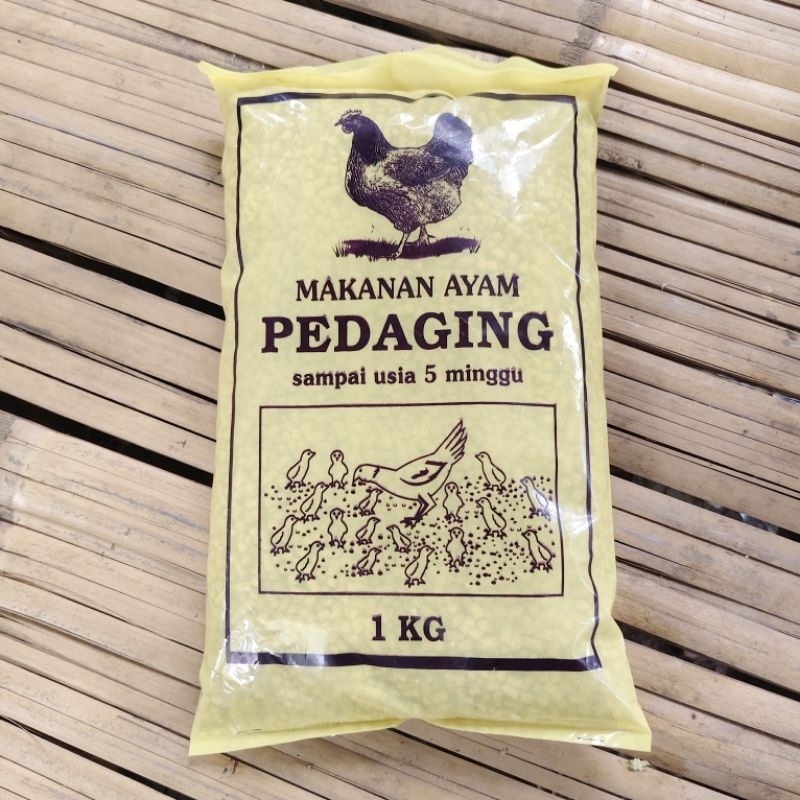 MAKANAN AYAM
PEDAGING
sampai usia 5 minggu
1 KG